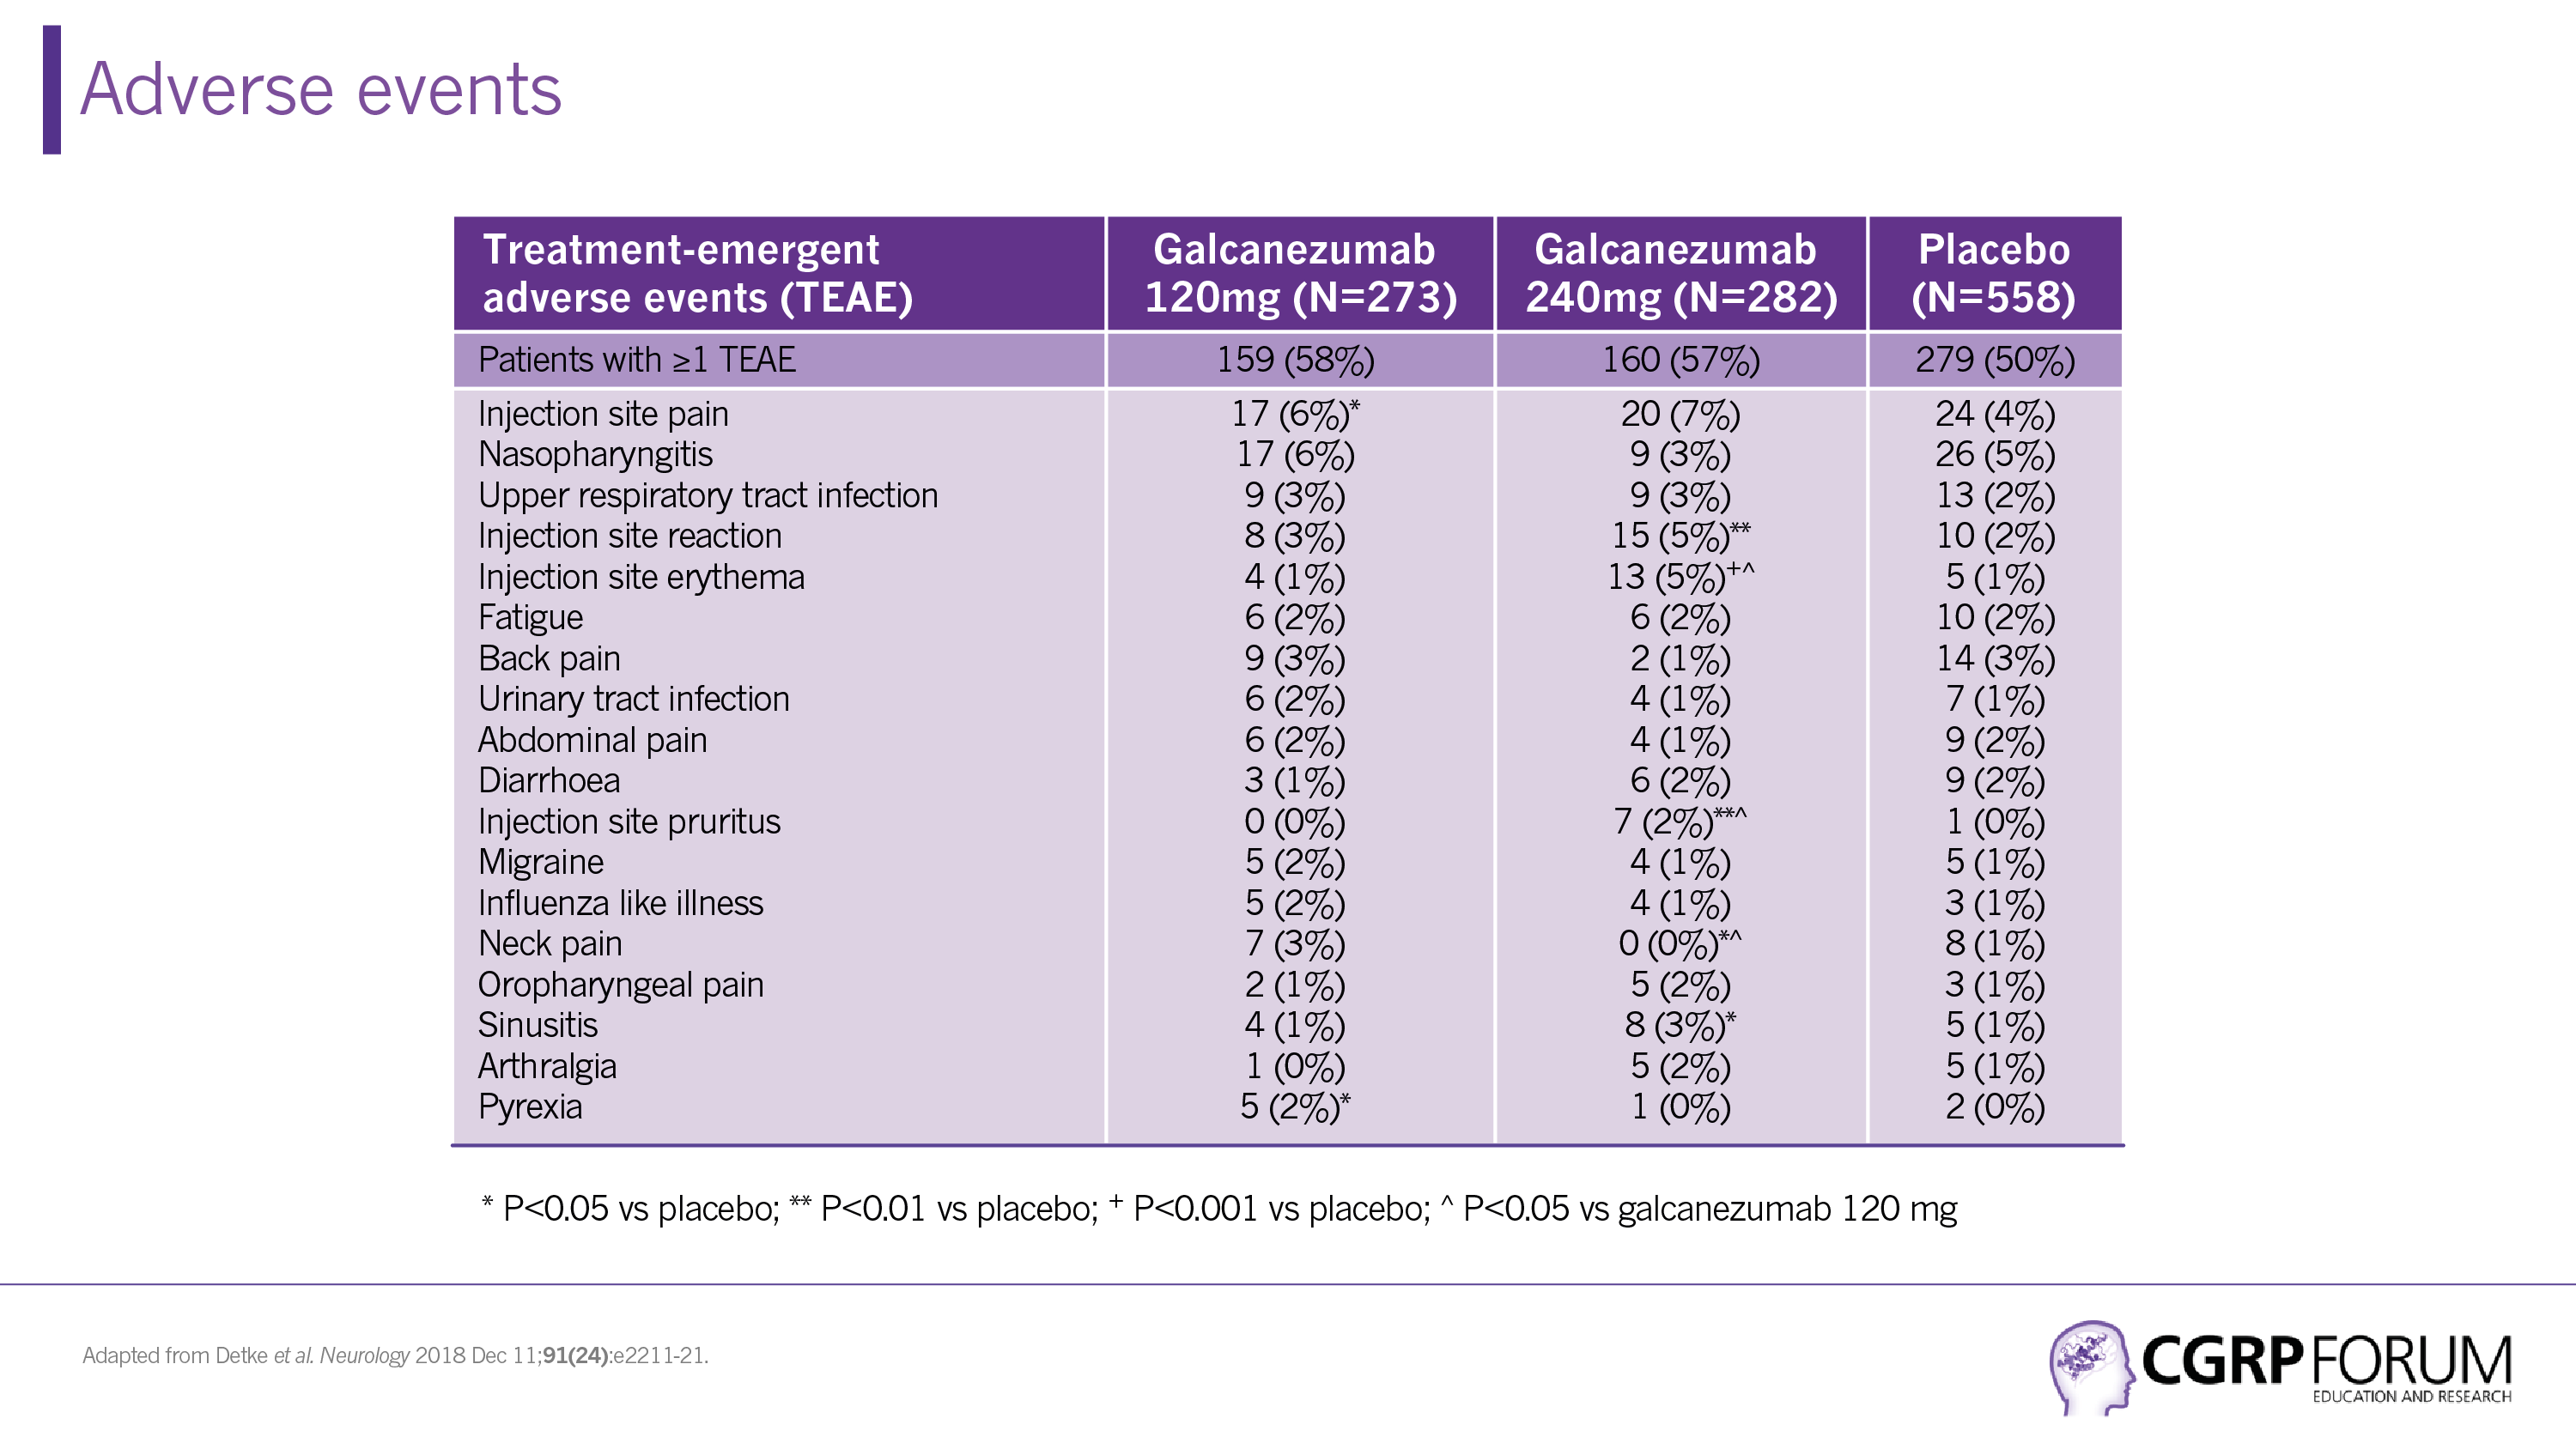 Adverse events
Treatment-emergent adverse events (TEAE) Galcanezumab 120mg (N=273) Galcanezumab 240mg (N=282) Placebo (N=558)
Patients with ≥1 TEAE 159 (58%) 160 (57%) 279 (50%)
Injection site pain 17 (6%)* 20 (7%) 24 (4%)
Nasopharyngitis 17 (6%) 9 (3%) 26 (5%)
Upper respiratory tract infection 9 (3%) 9 (3%) 13 (2%)
Injection site reaction 8 (3%) 15 (5%)** 10 (2%)
Injection site erythema 4 (1%) 13 (5%)+^ 5 (1%)
Fatigue 6 (2%) 6 (2%) 10 (2%)
Back pain 9 (3%) 2 (1%) 14 (3%)
Urinary tract infection 6 (2%) 4 (1%) 7 (1%)
Abdominal pain 6 (2%) 4 (1%) 9 (2%)
Diarrhoea 3 (1%) 6 (2%) 9 (2%)
Injection site pruritus 0 (0%) 7 (2%)**^ 1 (0%)
Migraine 5 (2%) 4 (1%) 5 (1%)
Influenza like illness 5 (2%) 4 (1%) 3 (1%)
Neck pain 7 (3%) 0 (0%)*^ 8 (1%)
Oropharyngeal pain 2 (1%) 5 (2%) 3 (1%)
Sinusitis 4 (1%) 8 (3%)* 5 (1%)
Arthralgia 1 (0%) 5 (2%) 5 (1%)
Pyrexia 5 (2%)* 1 (0%) 2 (0%)
* P<0.05 vs placebo; ** P<0.01 vs placebo; + P<0.001 vs placebo; ^ P<0.05 vs galcanezumab 120 mg
Adapted from Detke et al. Neurology 2018 Dec 11;91(24):e2211-21.
CGRP FORUM
EDUCATION AND RESEARCH